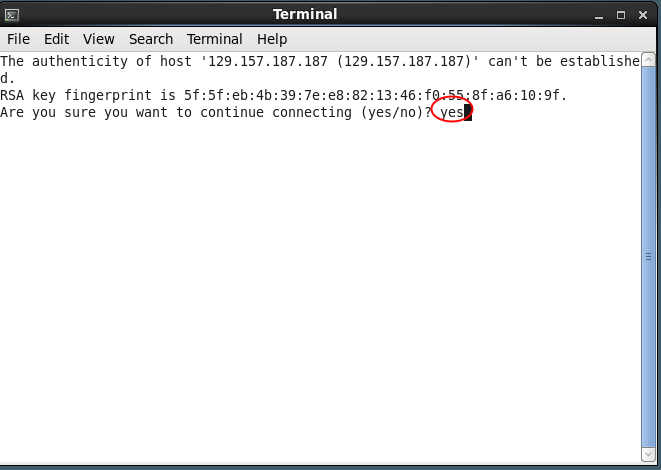 Terminal
File Edit View Search Terminal Help
The authenticity of host '129.157.187.187 (129.157.187.187)' can't be establishe
d.
RSA key fingerprint is 5f:5f:eb:4b:39:7e:e8:82:13:46:f0:55:8f:a6:10:9f.
Are you sure you want to continue connecting (yes/no)? yes